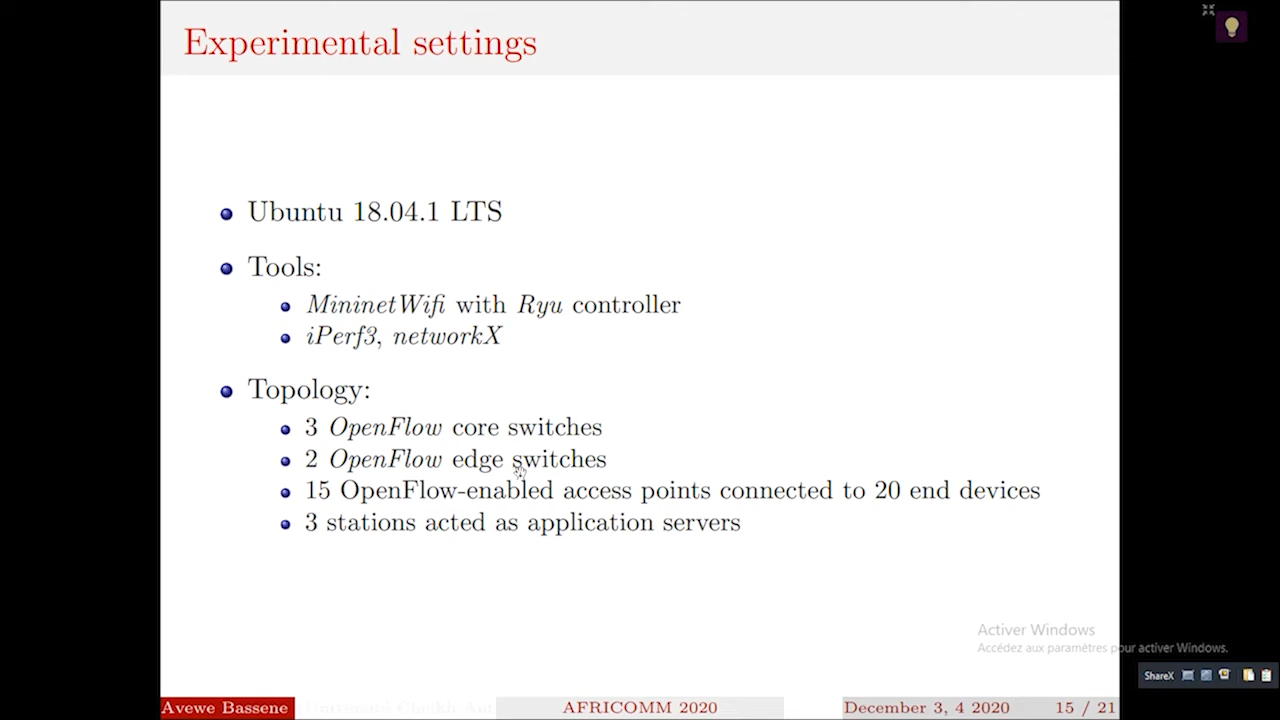 Experimental settings
Ubuntu 18.04.1 LTS
Tools:
MininetWifi with Ryu controller
iPerf3, networkX
Topology:
3 OpenFlow core switches
2 OpenFlow edge switches
15 OpenFlow-enabled access points connected to 20 end devices
3 stations acted as application servers
Activer Windows
Accédez aux paramètres pour activer Windows.
ShareX
Avewe Bassene
AFRICOMM 2020
December 3, 4 2020
15 / 21